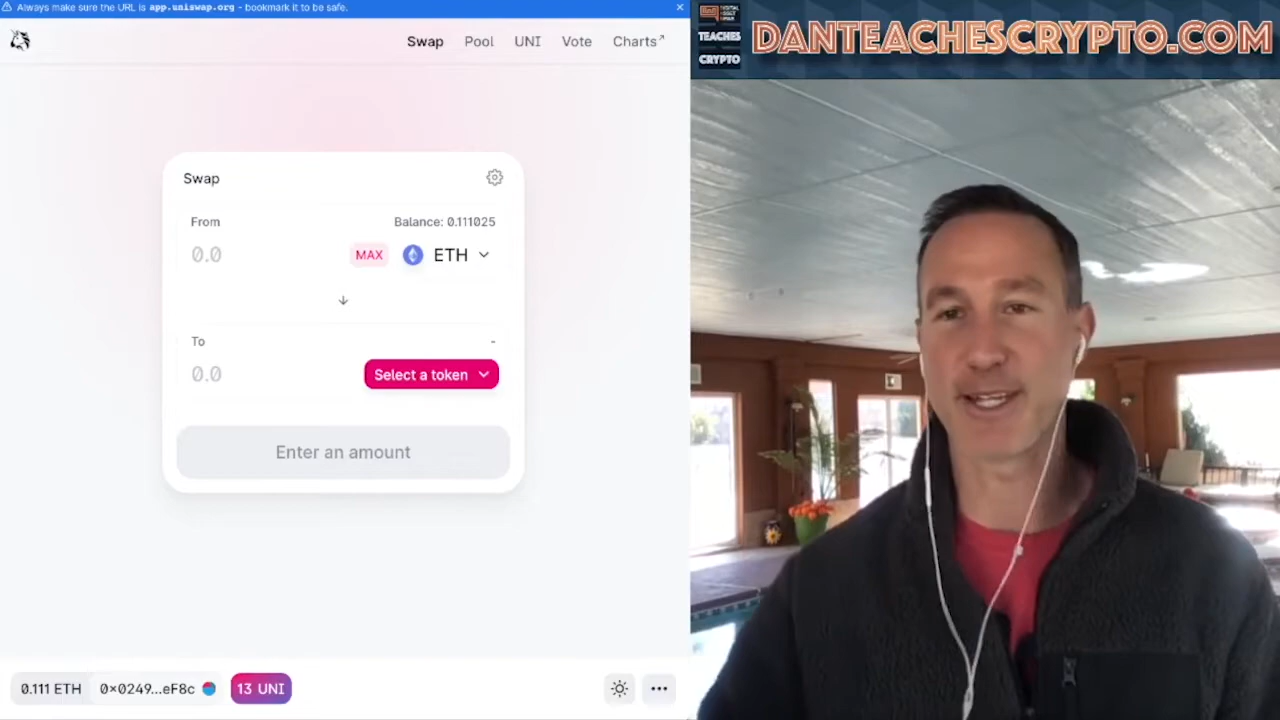 Always make sure the URL is app.uniswap.org - bookmark it to be safe.
Swap Pool UNI Vote Charts↗
Swap
From Balance: 0.111025
0.0 MAX ETH
To -
0.0 Select a token
Enter an amount
0.111 ETH 0x0249...eF8c 13 UNI
TEACHES
CRYPTO
DANTEACHESCRYPTO.COM